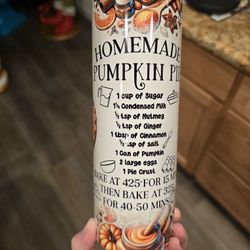 HOMEMADE
PUMPKIN PIE
1 cup of Sugar
1¼ Condensed Milk
½ tsp of Nutmeg
½ tsp of Ginger
1 tbsp of Cinnamon
½ tsp of salt
1 Can of Pumpkin
2 large eggs
1 Pie Crust
BAKE AT 425° FOR 15 MIN
THEN BAKE AT 35
FOR 40-50 MINS